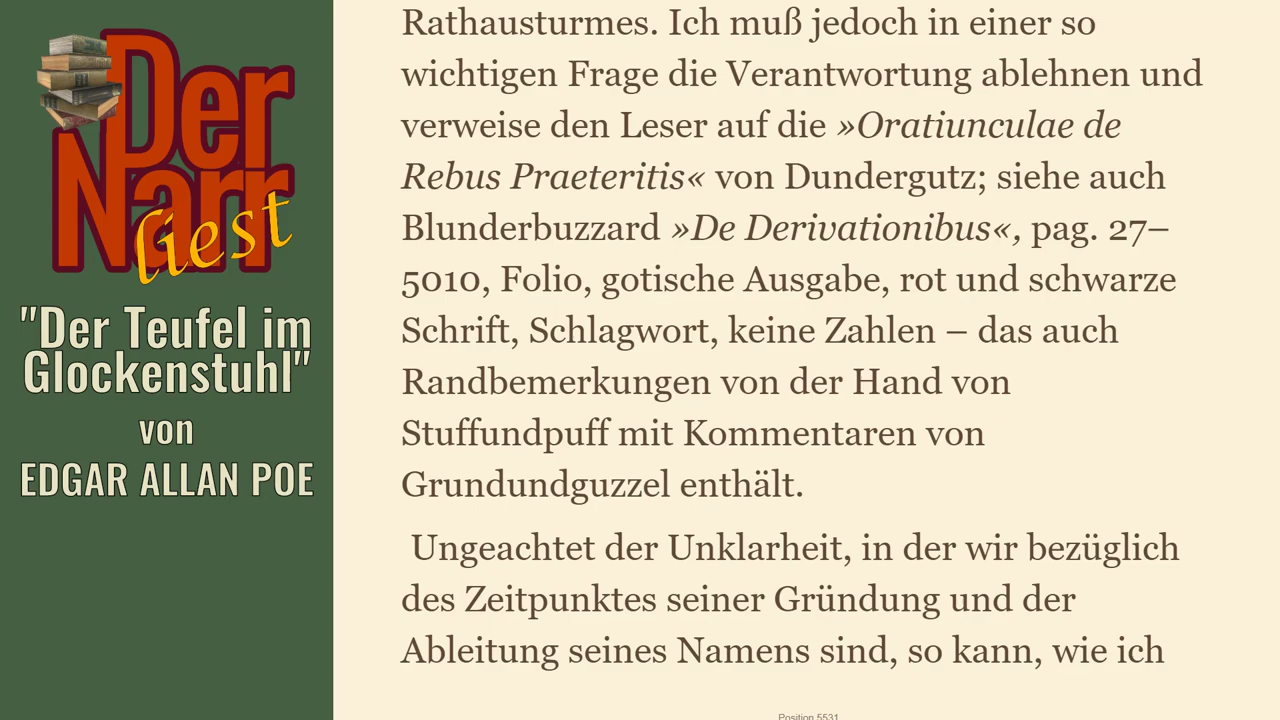 Der
Narr
liest
"Der Teufel im
Glockenstuhl"
von
EDGAR ALLAN POE
Rathausturmes. Ich muß jedoch in einer so
wichtigen Frage die Verantwortung ablehnen und
verweise den Leser auf die »Oratiunculae de
Rebus Praeteritis« von Dundergutz; siehe auch
Blunderbuzzard »De Derivationibus«, pag. 27–
5010, Folio, gotische Ausgabe, rot und schwarze
Schrift, Schlagwort, keine Zahlen – das auch
Randbemerkungen von der Hand von
Stuffundpuff mit Kommentaren von
Grundundguzzel enthält.
Ungeachtet der Unklarheit, in der wir bezüglich
des Zeitpunktes seiner Gründung und der
Ableitung seines Namens sind, so kann, wie ich
Position 5531